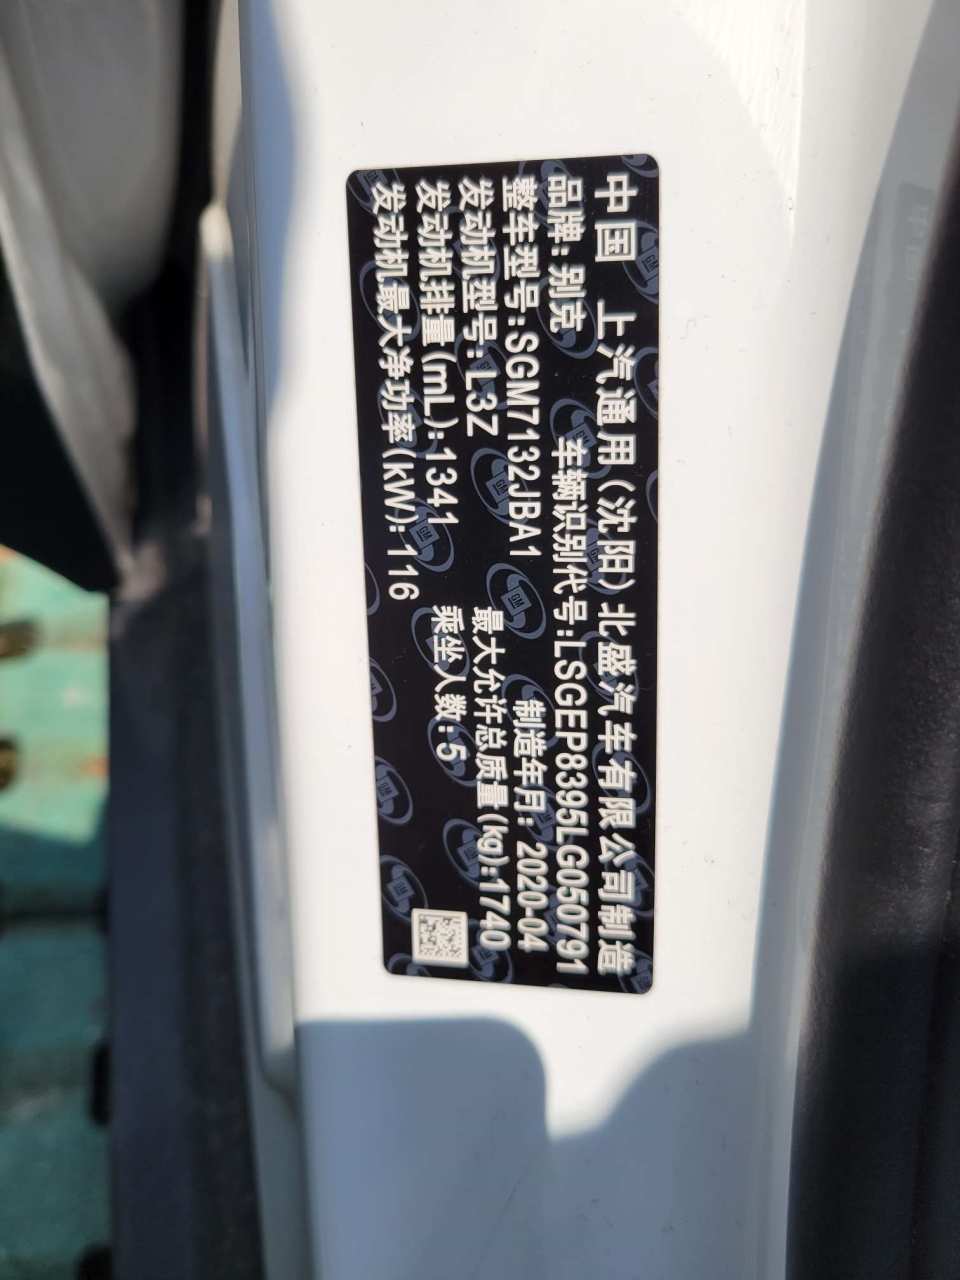 中国 上汽通用(沈阳)北盛汽车有限公司制造
品牌:别克 车辆识别代号:LSGEP8395LG050791
整车型号:SGM7132JBA1 制造年月:2020-04
发动机型号:L3Z 最大允许总质量(kg):1740
发动机排量(mL):1341 乘坐人数:5
发动机最大净功率(kW):116